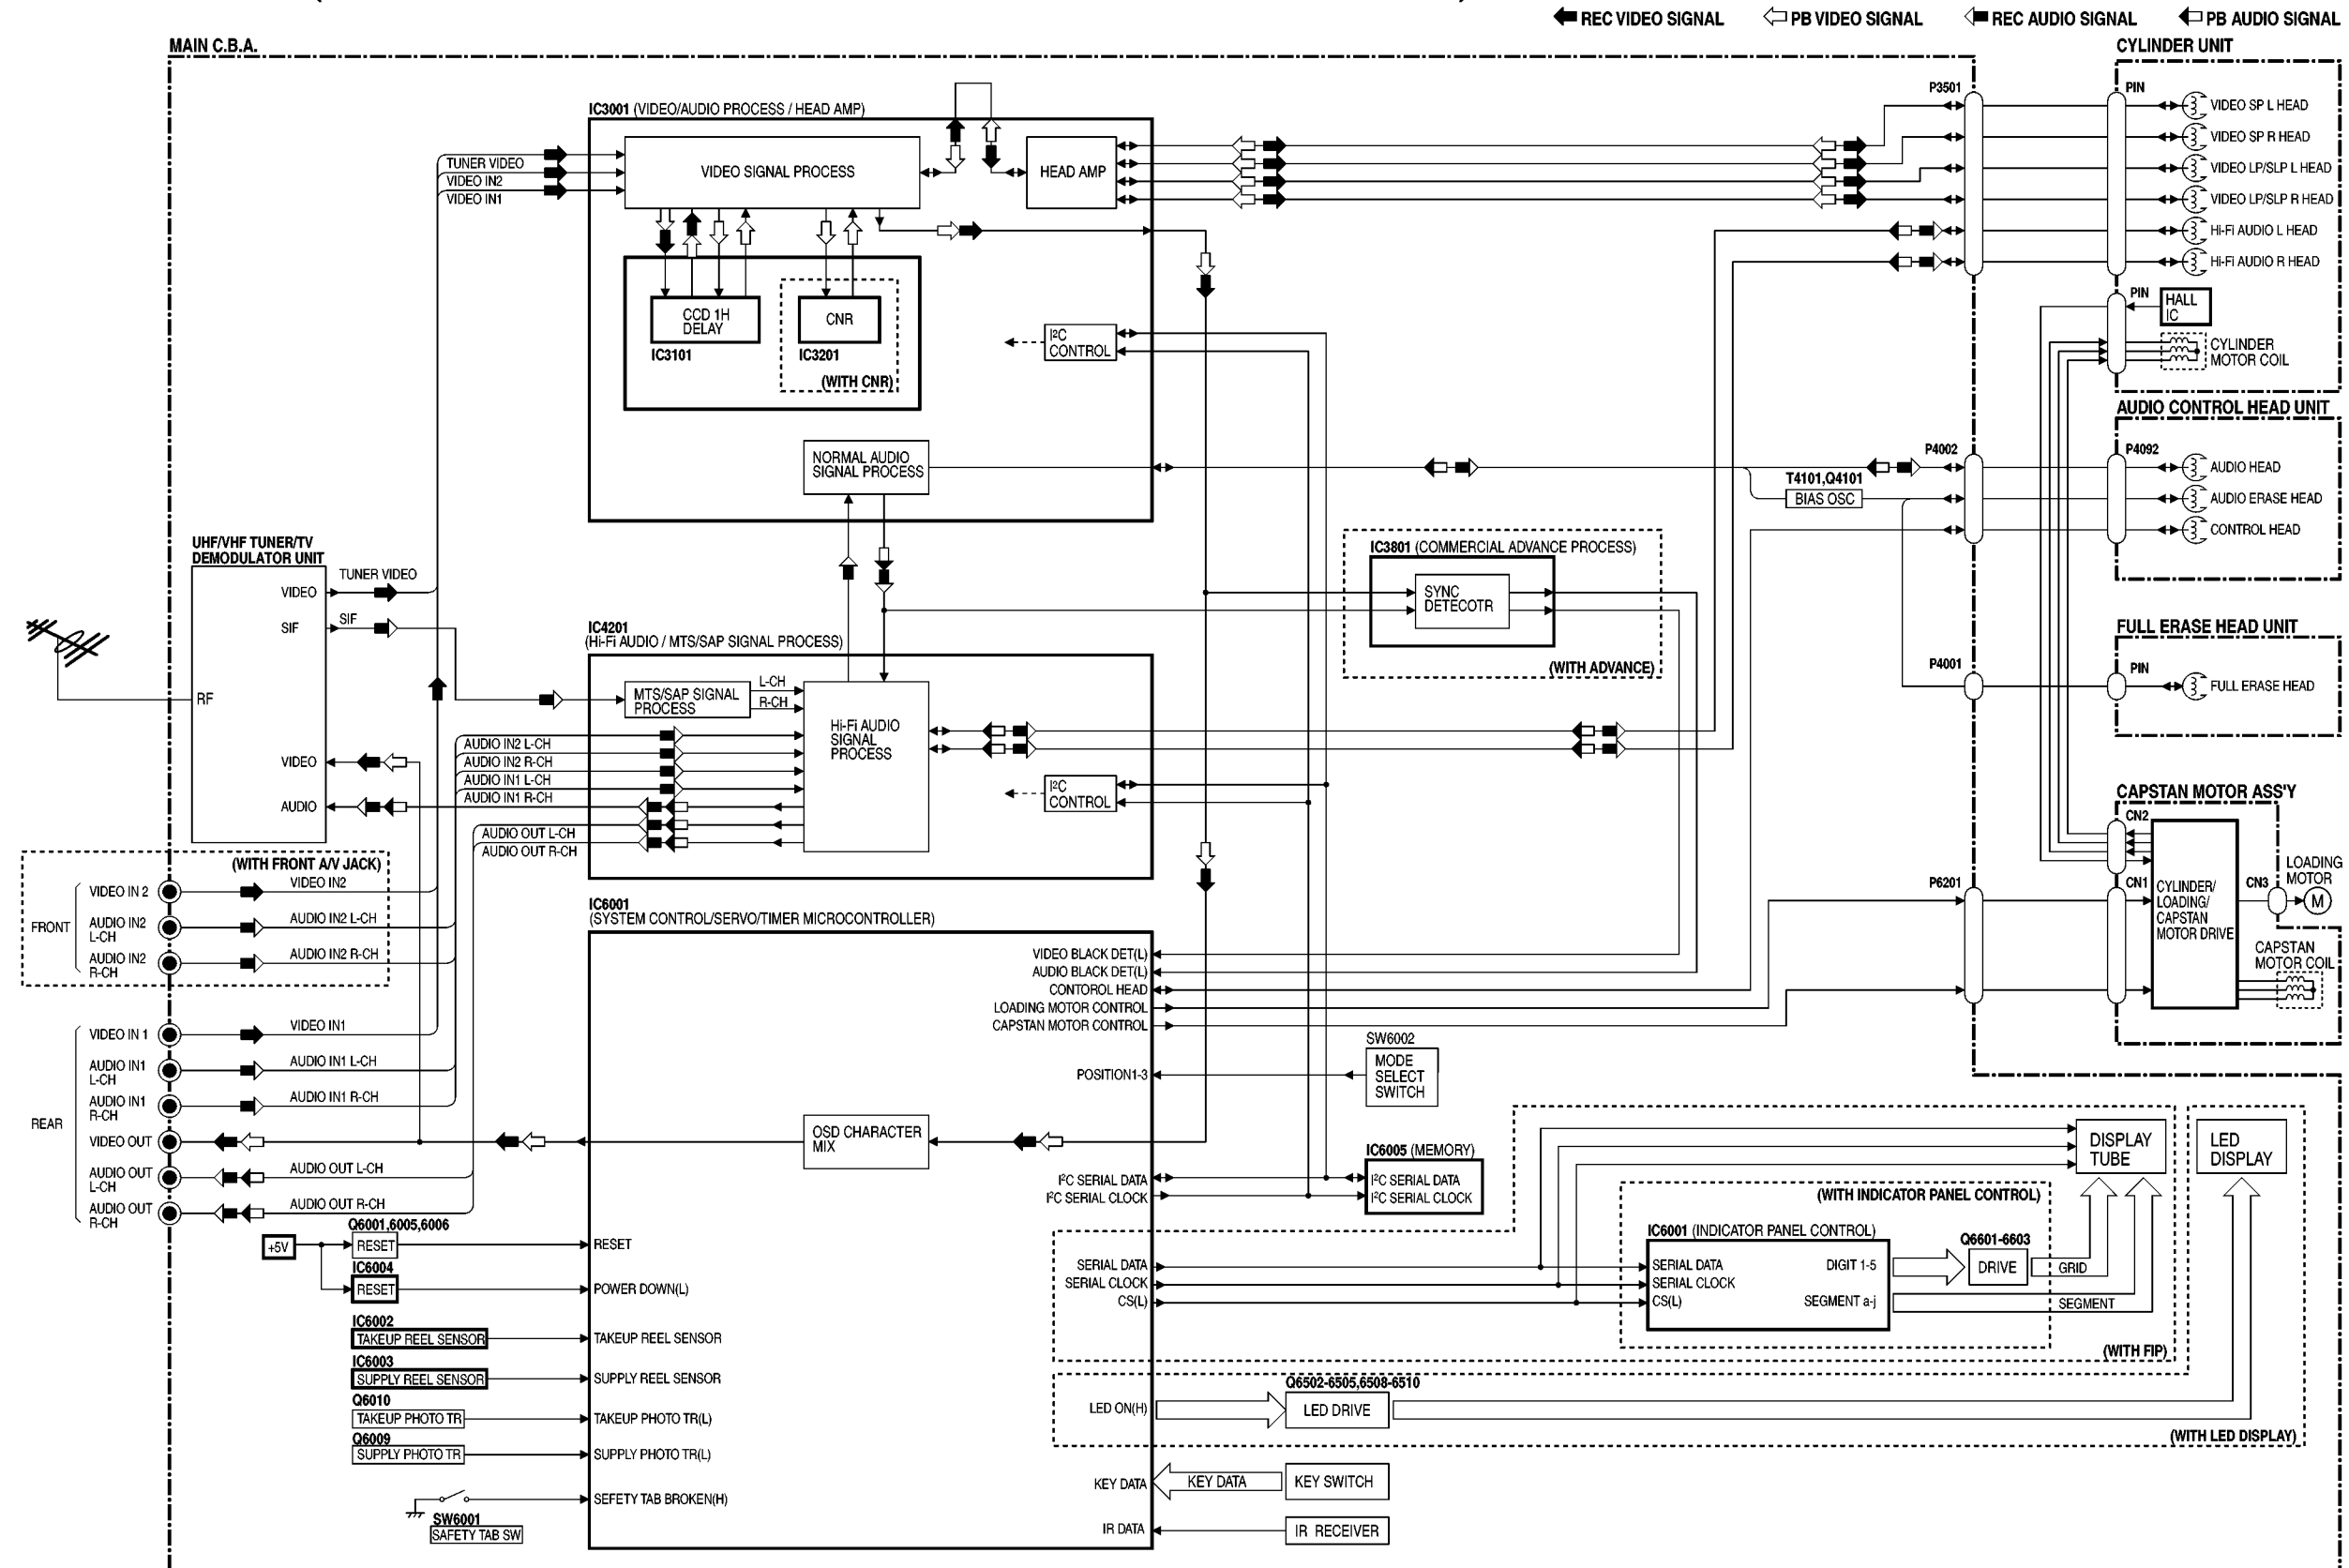 REC VIDEO SIGNAL
PB VIDEO SIGNAL
REC AUDIO SIGNAL
PB AUDIO SIGNAL
MAIN C.B.A.
CYLINDER UNIT
IC3001 (VIDEO/AUDIO PROCESS / HEAD AMP)
P3501
PIN
VIDEO SP L HEAD
VIDEO SP R HEAD
VIDEO LP/SLP L HEAD
VIDEO LP/SLP R HEAD
Hi-Fi AUDIO L HEAD
Hi-Fi AUDIO R HEAD
TUNER VIDEO
VIDEO IN2
VIDEO IN1
VIDEO SIGNAL PROCESS
HEAD AMP
CCD 1H
DELAY
IC3101
CNR
IC3201
(WITH CNR)
I²C
CONTROL
PIN
HALL
IC
CYLINDER
MOTOR COIL
AUDIO CONTROL HEAD UNIT
NORMAL AUDIO
SIGNAL PROCESS
P4002
P4092
T4101,Q4101
BIAS OSC
AUDIO HEAD
AUDIO ERASE HEAD
CONTROL HEAD
UHF/VHF TUNER/TV
DEMODULATOR UNIT
VIDEO
TUNER VIDEO
SIF
SIF
RF
VIDEO
AUDIO
IC3801 (COMMERCIAL ADVANCE PROCESS)
SYNC
DETECOTR
(WITH ADVANCE)
FULL ERASE HEAD UNIT
P4001
PIN
FULL ERASE HEAD
IC4201
(Hi-Fi AUDIO / MTS/SAP SIGNAL PROCESS)
MTS/SAP SIGNAL
PROCESS
L-CH
R-CH
Hi-Fi AUDIO
SIGNAL
PROCESS
AUDIO IN2 L-CH
AUDIO IN2 R-CH
AUDIO IN1 L-CH
AUDIO IN1 R-CH
AUDIO OUT L-CH
AUDIO OUT R-CH
I²C
CONTROL
CAPSTAN MOTOR ASS'Y
CN2
P6201
CN1
CYLINDER/
LOADING/
CAPSTAN
MOTOR DRIVE
CN3
LOADING
MOTOR
M
CAPSTAN
MOTOR COIL
(WITH FRONT A/V JACK)
FRONT
VIDEO IN 2
VIDEO IN2
AUDIO IN2
L-CH
AUDIO IN2 L-CH
AUDIO IN2
R-CH
AUDIO IN2 R-CH
REAR
VIDEO IN 1
VIDEO IN1
AUDIO IN1
L-CH
AUDIO IN1 L-CH
AUDIO IN1
R-CH
AUDIO IN1 R-CH
VIDEO OUT
AUDIO OUT
L-CH
AUDIO OUT L-CH
AUDIO OUT
R-CH
AUDIO OUT R-CH
IC6001
(SYSTEM CONTROL/SERVO/TIMER MICROCONTROLLER)
VIDEO BLACK DET(L)
AUDIO BLACK DET(L)
CONTOROL HEAD
LOADING MOTOR CONTROL
CAPSTAN MOTOR CONTROL
POSITION1-3
SW6002
MODE
SELECT
SWITCH
OSD CHARACTER
MIX
I²C SERIAL DATA
I²C SERIAL CLOCK
IC6005 (MEMORY)
I²C SERIAL DATA
I²C SERIAL CLOCK
DISPLAY
TUBE
LED
DISPLAY
+5V
Q6001,6005,6006
RESET
RESET
IC6004
RESET
POWER DOWN(L)
IC6002
TAKEUP REEL SENSOR
TAKEUP REEL SENSOR
IC6003
SUPPLY REEL SENSOR
SUPPLY REEL SENSOR
Q6010
TAKEUP PHOTO TR
TAKEUP PHOTO TR(L)
Q6009
SUPPLY PHOTO TR
SUPPLY PHOTO TR(L)
SEFETY TAB BROKEN(H)
SW6001
SAFETY TAB SW
SERIAL DATA
SERIAL CLOCK
CS(L)
(WITH INDICATOR PANEL CONTROL)
IC6001 (INDICATOR PANEL CONTROL)
SERIAL DATA
SERIAL CLOCK
CS(L)
DIGIT 1-5
SEGMENT a-j
Q6601-6603
DRIVE
GRID
SEGMENT
(WITH FIP)
LED ON(H)
Q6502-6505,6508-6510
LED DRIVE
(WITH LED DISPLAY)
KEY DATA
KEY DATA
KEY SWITCH
IR DATA
IR RECEIVER